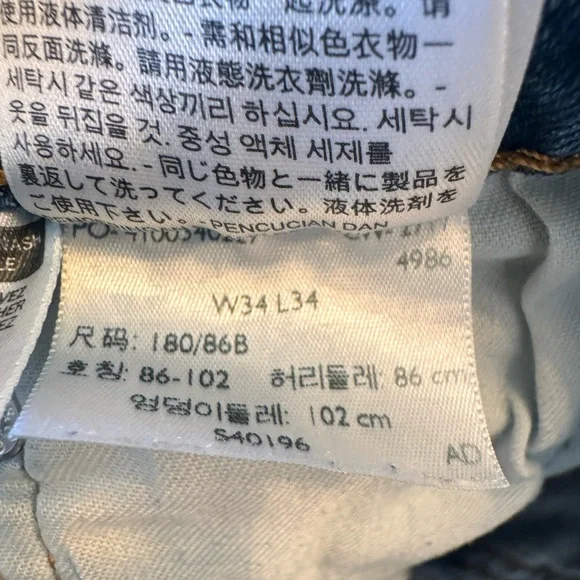 使用液体清洁剂。- 需和相似色衣物一
同反面洗滌。請用液態洗衣劑洗滌。-
세탁시 같은 색상끼리 하십시요. 세탁시
옷을 뒤집을 것. 중성 액체 세제를
사용하세요. - 同じ色物と一緒に製品を
裏返して洗ってください。液体洗剤を
ご使用下さい。 - PENCUCIAN DAN
4986
W34 L34
尺码: 180/86B
호칭: 86-102 허리둘레: 86 cm
엉덩이둘레: 102 cm
S40196
AD